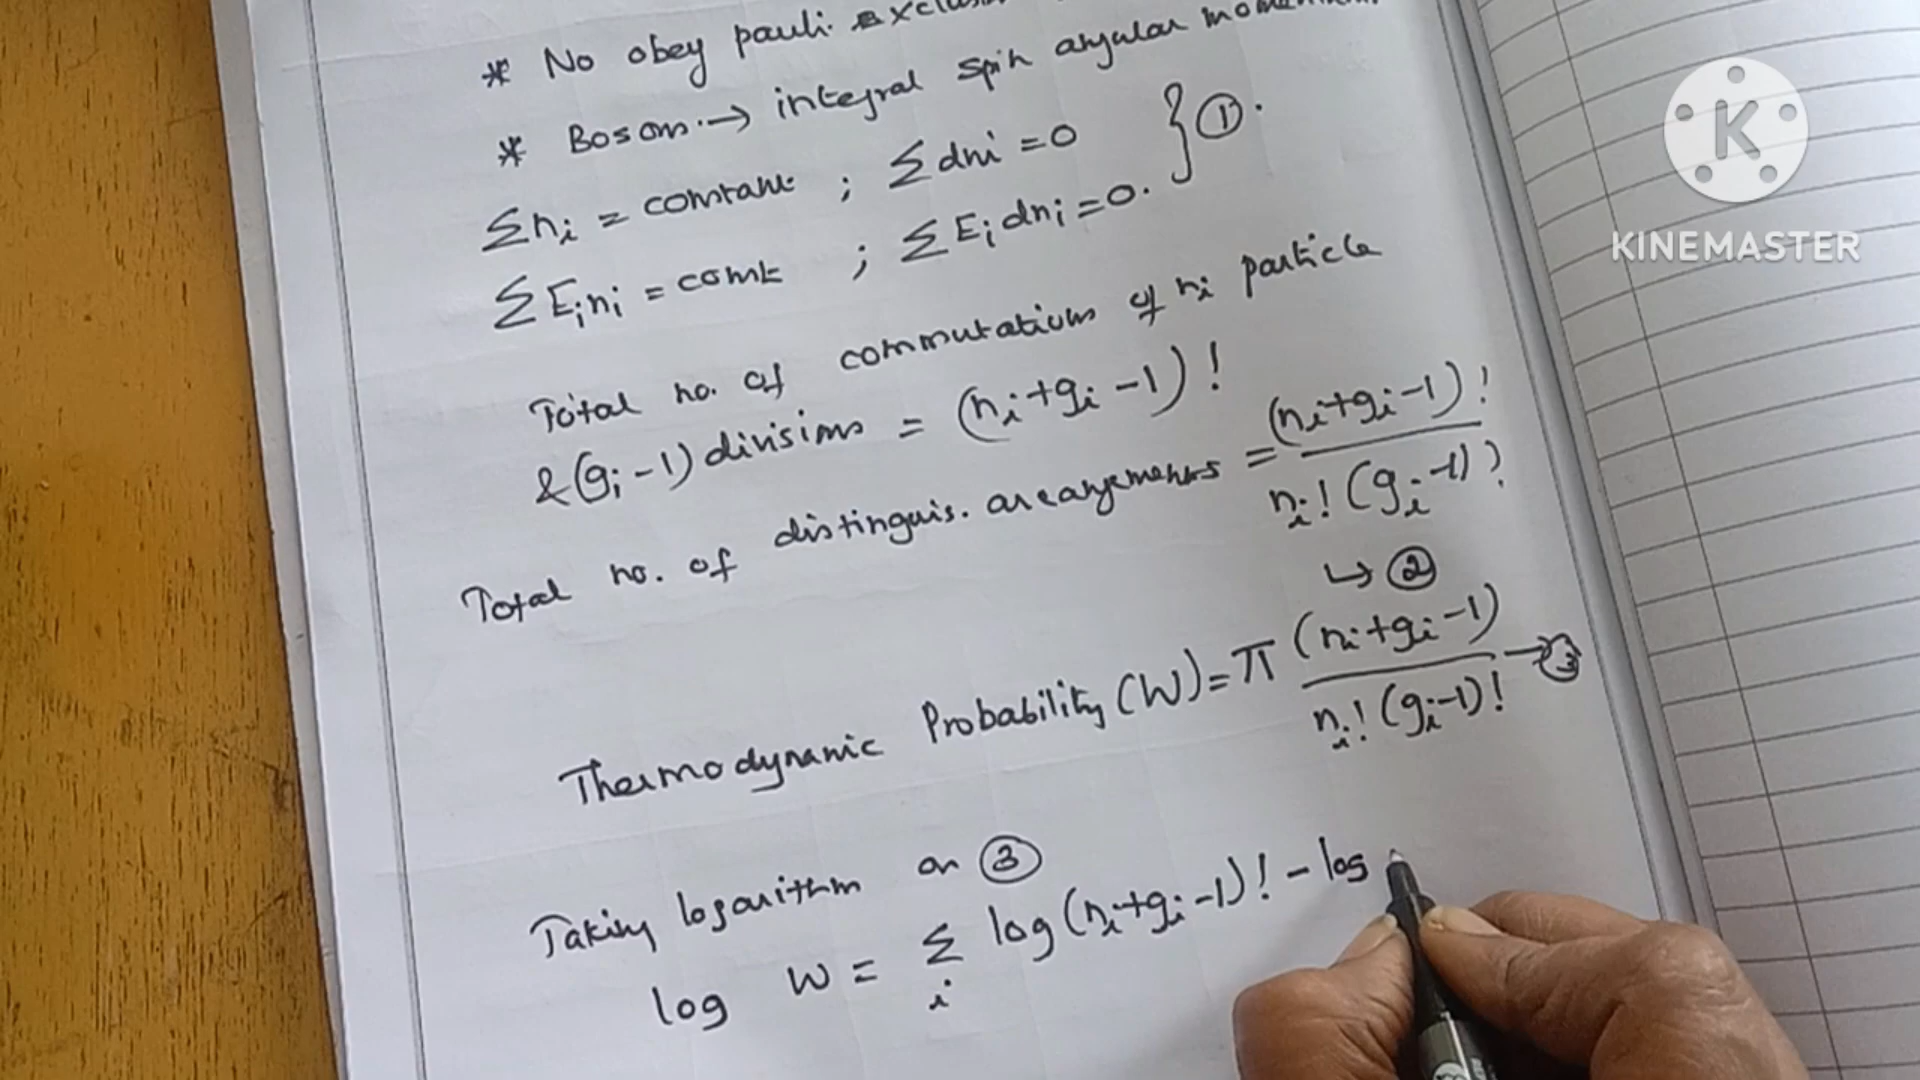 * No obey pauli
* Boson → integral spin angular
Σni = constant ; Σdni = 0 } ①.
ΣEini = const ; ΣEidni = 0.
Total no. of commutations of ni particle
& (gi - 1) divisions = (ni + gi - 1)!
Total no. of distinguis. arrangements = (ni + gi - 1)! / ni! (gi - 1)!
↳ ②
Thermodynamic Probability (W) = π (ni + gi - 1) / ni! (gi - 1)! → ③
Taking logarithm on ③
log W = Σi log (ni + gi - 1)! - log
K
KINEMASTER